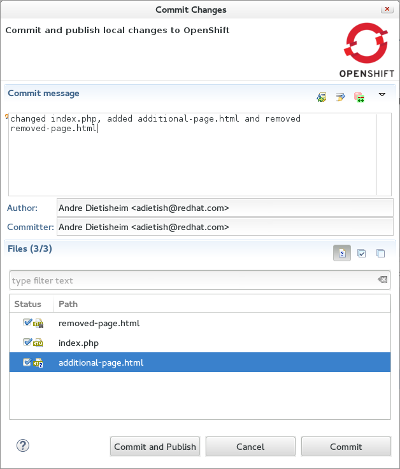 Commit Changes
Commit and publish local changes to OpenShift
OPENSHIFT
Commit message
changed index.php, added additional-page.html and removed
removed-page.html
Author: Andre Dietisheim <adietish@redhat.com>
Committer: Andre Dietisheim <adietish@redhat.com>
Files (3/3)
type filter text
Status Path
removed-page.html
index.php
additional-page.html
Commit and Publish Cancel Commit